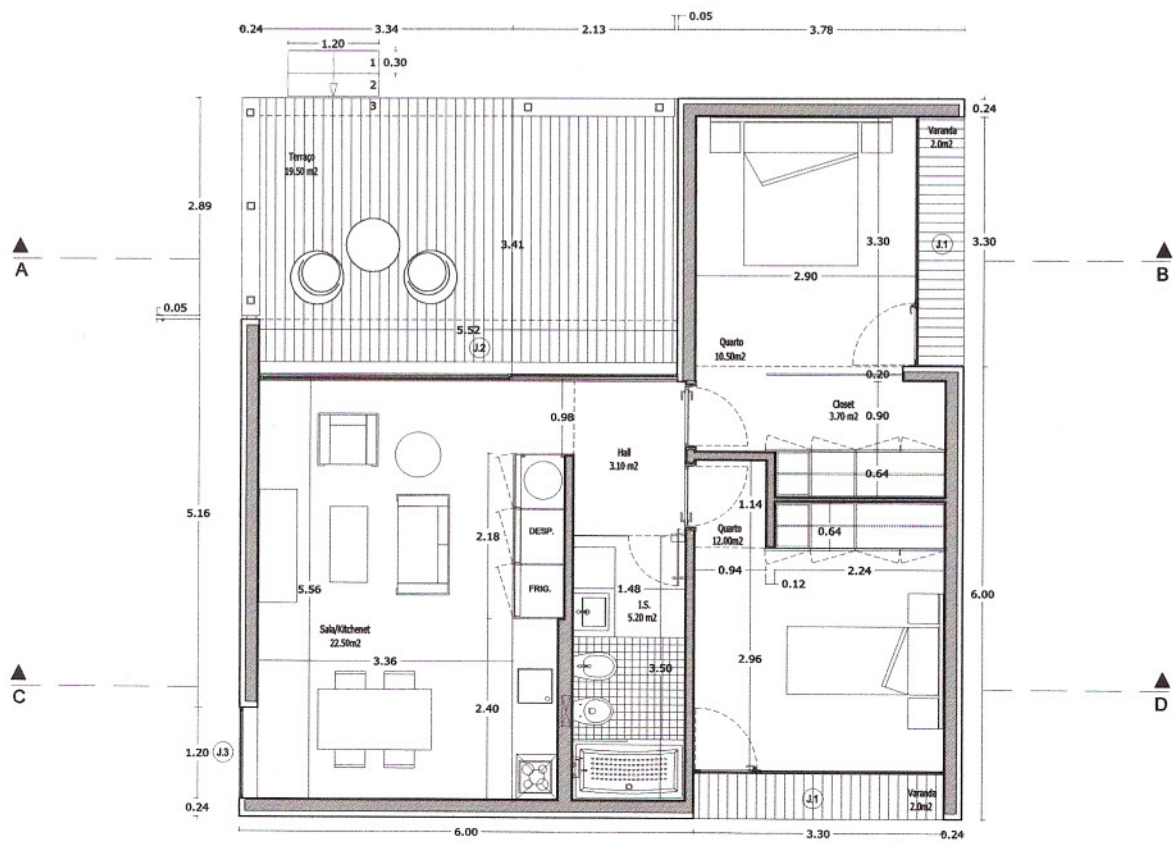 0.05
0.24 3.34 2.13 3.78
1.20
1 0.30
2
3
0.24
Varanda
2.0m2
Terraço
19.50 m2
2.89
3.41
3.30
J.1
3.30
A
B
2.90
0.05
5.52
J.2
Quarto
10.50m2
0.20
Closet
3.70 m2
0.90
0.98
Hall
3.10 m2
0.64
1.14
5.16
2.18
DESP.
Quarto
12.00m2
0.64
0.94
0.12
2.24
FRIG.
1.48
I.S.
5.20 m2
5.56
6.00
Sala/Kitchenet
22.50m2
3.36
3.50
2.96
C
D
2.40
1.20
J.3
0.24
J.1
Varanda
2.0m2
6.00 3.30 0.24